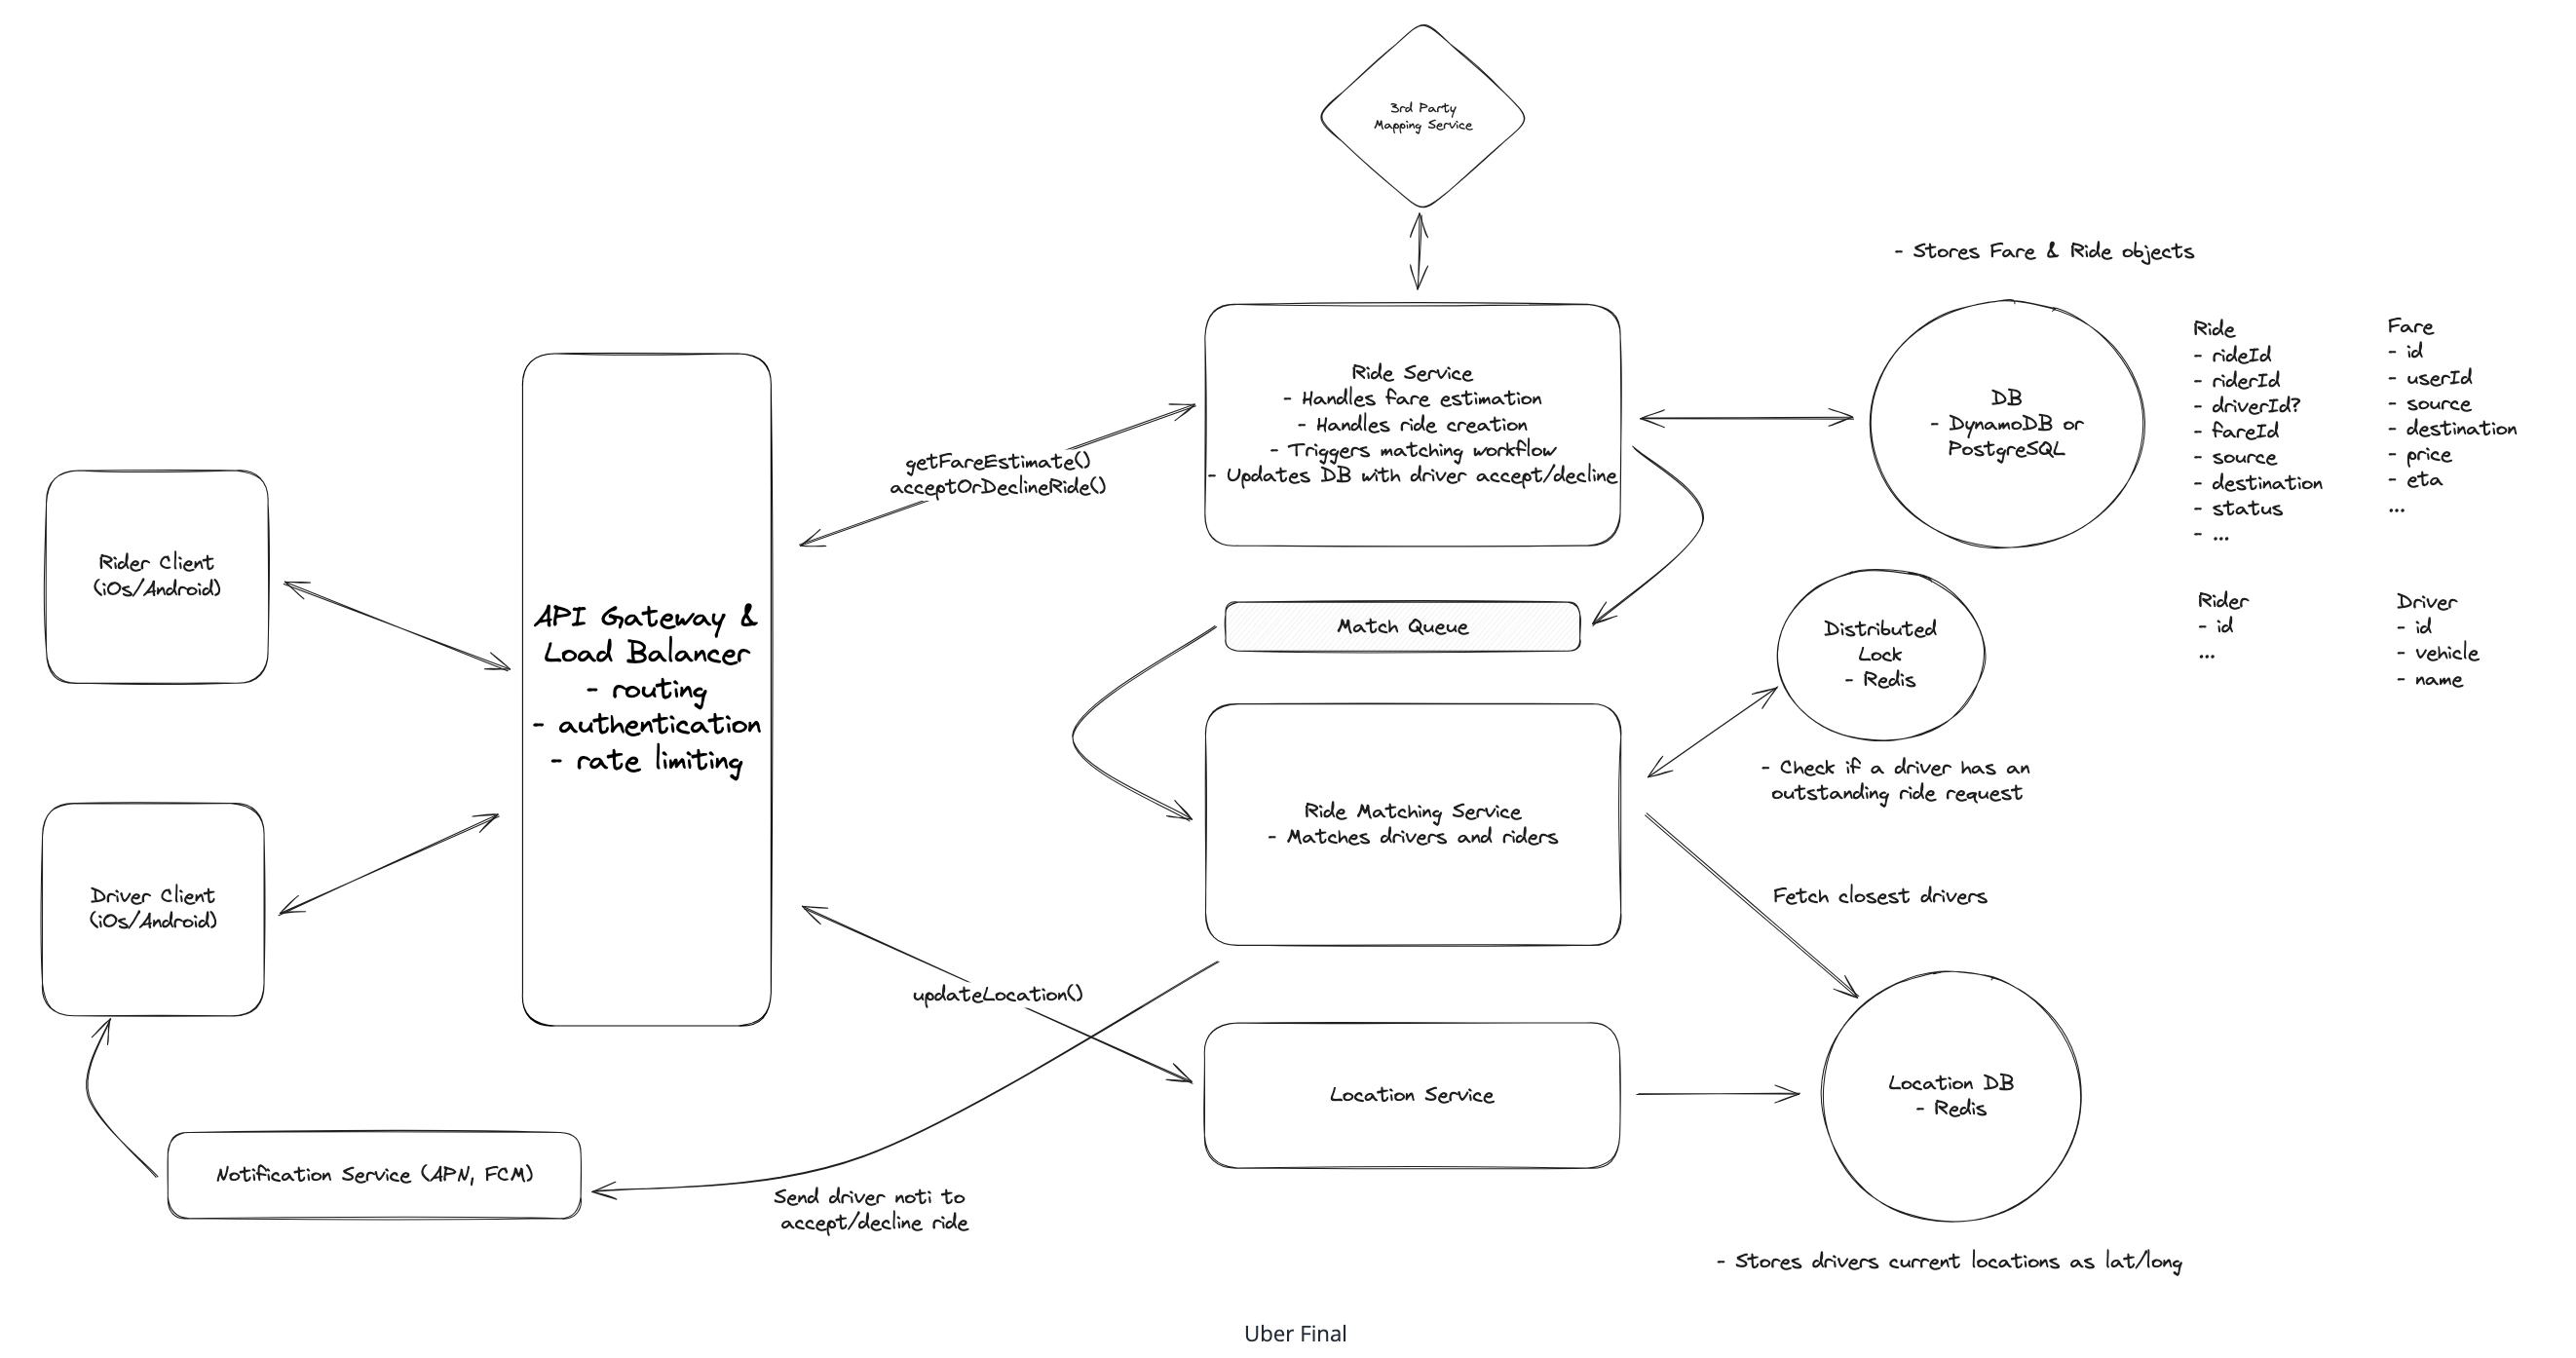 3rd Party
Mapping Service
- Stores Fare & Ride objects
Ride Service
- Handles fare estimation
- Handles ride creation
- Triggers matching workflow
- Updates DB with driver accept/decline
DB
- DynamoDB or
PostgreSQL
Ride
- rideId
- riderId
- driverId?
- fareId
- source
- destination
- status
- ...
Fare
- id
- userId
- source
- destination
- price
- eta
...
getFareEstimate()
acceptOrDeclineRide()
Rider Client
(iOs/Android)
API Gateway &
Load Balancer
- routing
- authentication
- rate limiting
Match Queue
Distributed
Lock
- Redis
Rider
- id
...
Driver
- id
- vehicle
- name
- Check if a driver has an
outstanding ride request
Ride Matching Service
- Matches drivers and riders
Driver Client
(iOs/Android)
Fetch closest drivers
updateLocation()
Location Service
Location DB
- Redis
Notification Service (APN, FCM)
Send driver noti to
accept/decline ride
- Stores drivers current locations as lat/long
Uber Final